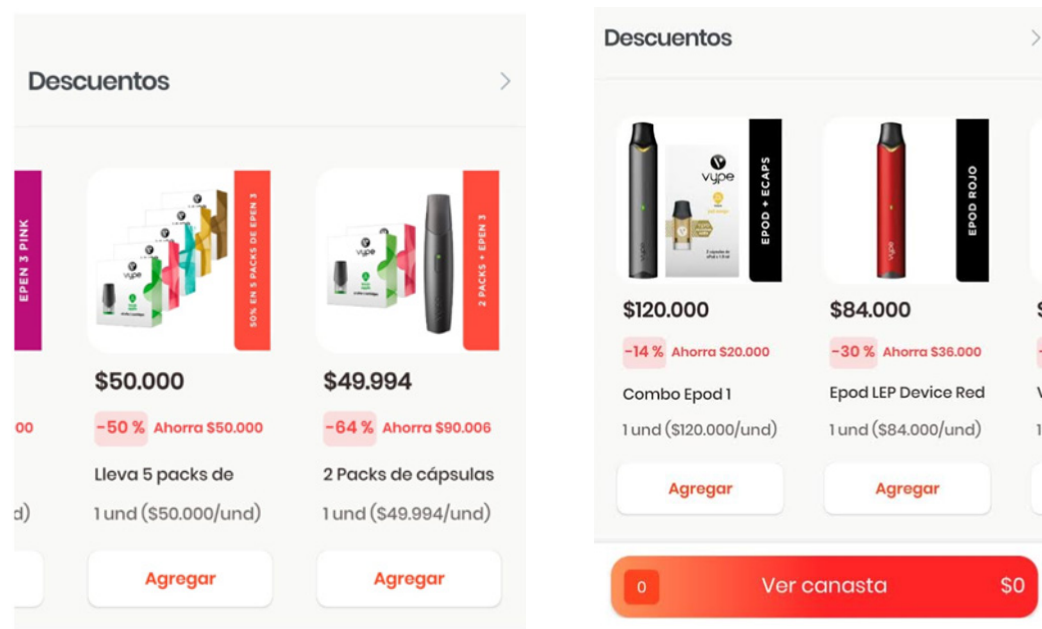 Descuentos
EPEN 3 PINK
vype
50% EN 5 PACKS DE EPEN 3
vype
2 PACKS + EPEN 3
$50.000
$49.994
00
-50 % Ahorra $50.000
-64 % Ahorra $90.006
Lleva 5 packs de
2 Packs de cápsulas
d)
1 und ($50.000/und)
1 und ($49.994/und)
Agregar
Agregar
Descuentos
vype
EPOD + ECAPS
vype
EPOD ROJO
$120.000
$84.000
$
-14 % Ahorra $20.000
-30 % Ahorra $36.000
Combo Epod 1
Epod LEP Device Red
1 und ($120.000/und)
1 und ($84.000/und)
1
Agregar
Agregar
0 Ver canasta $0